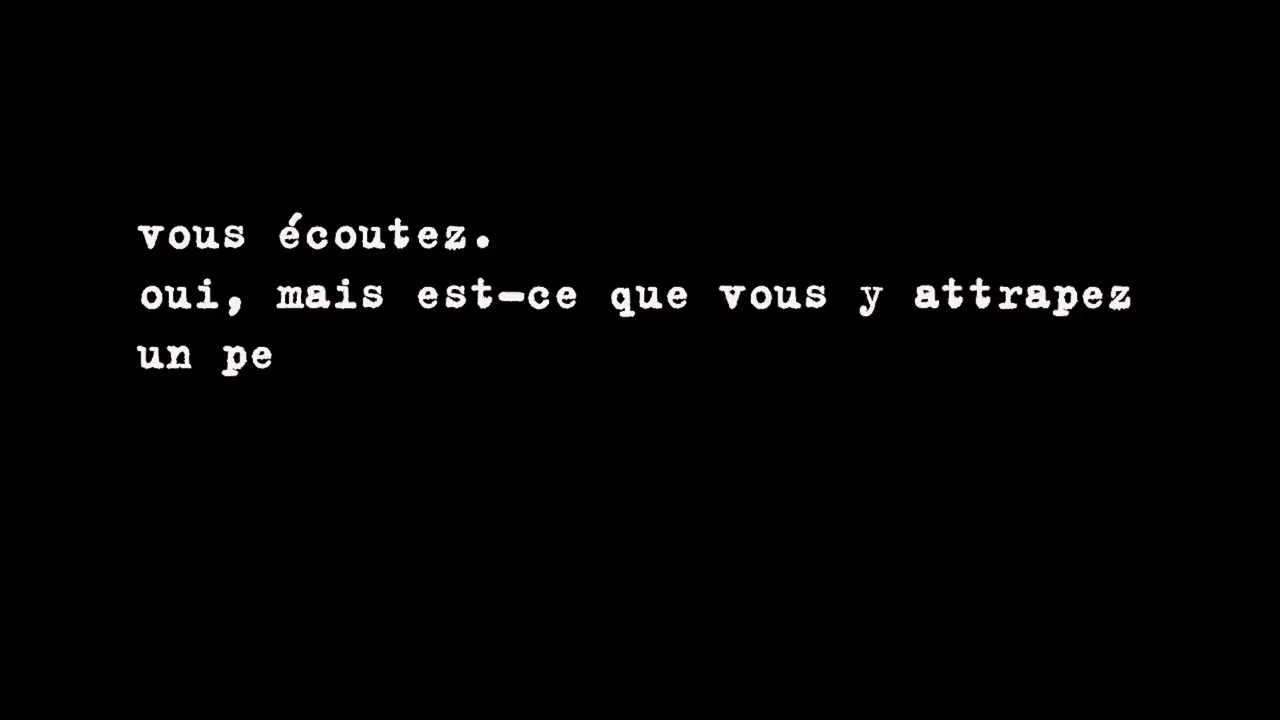 vous écoutez.
oui, mais est-ce que vous y attrapez
un pe